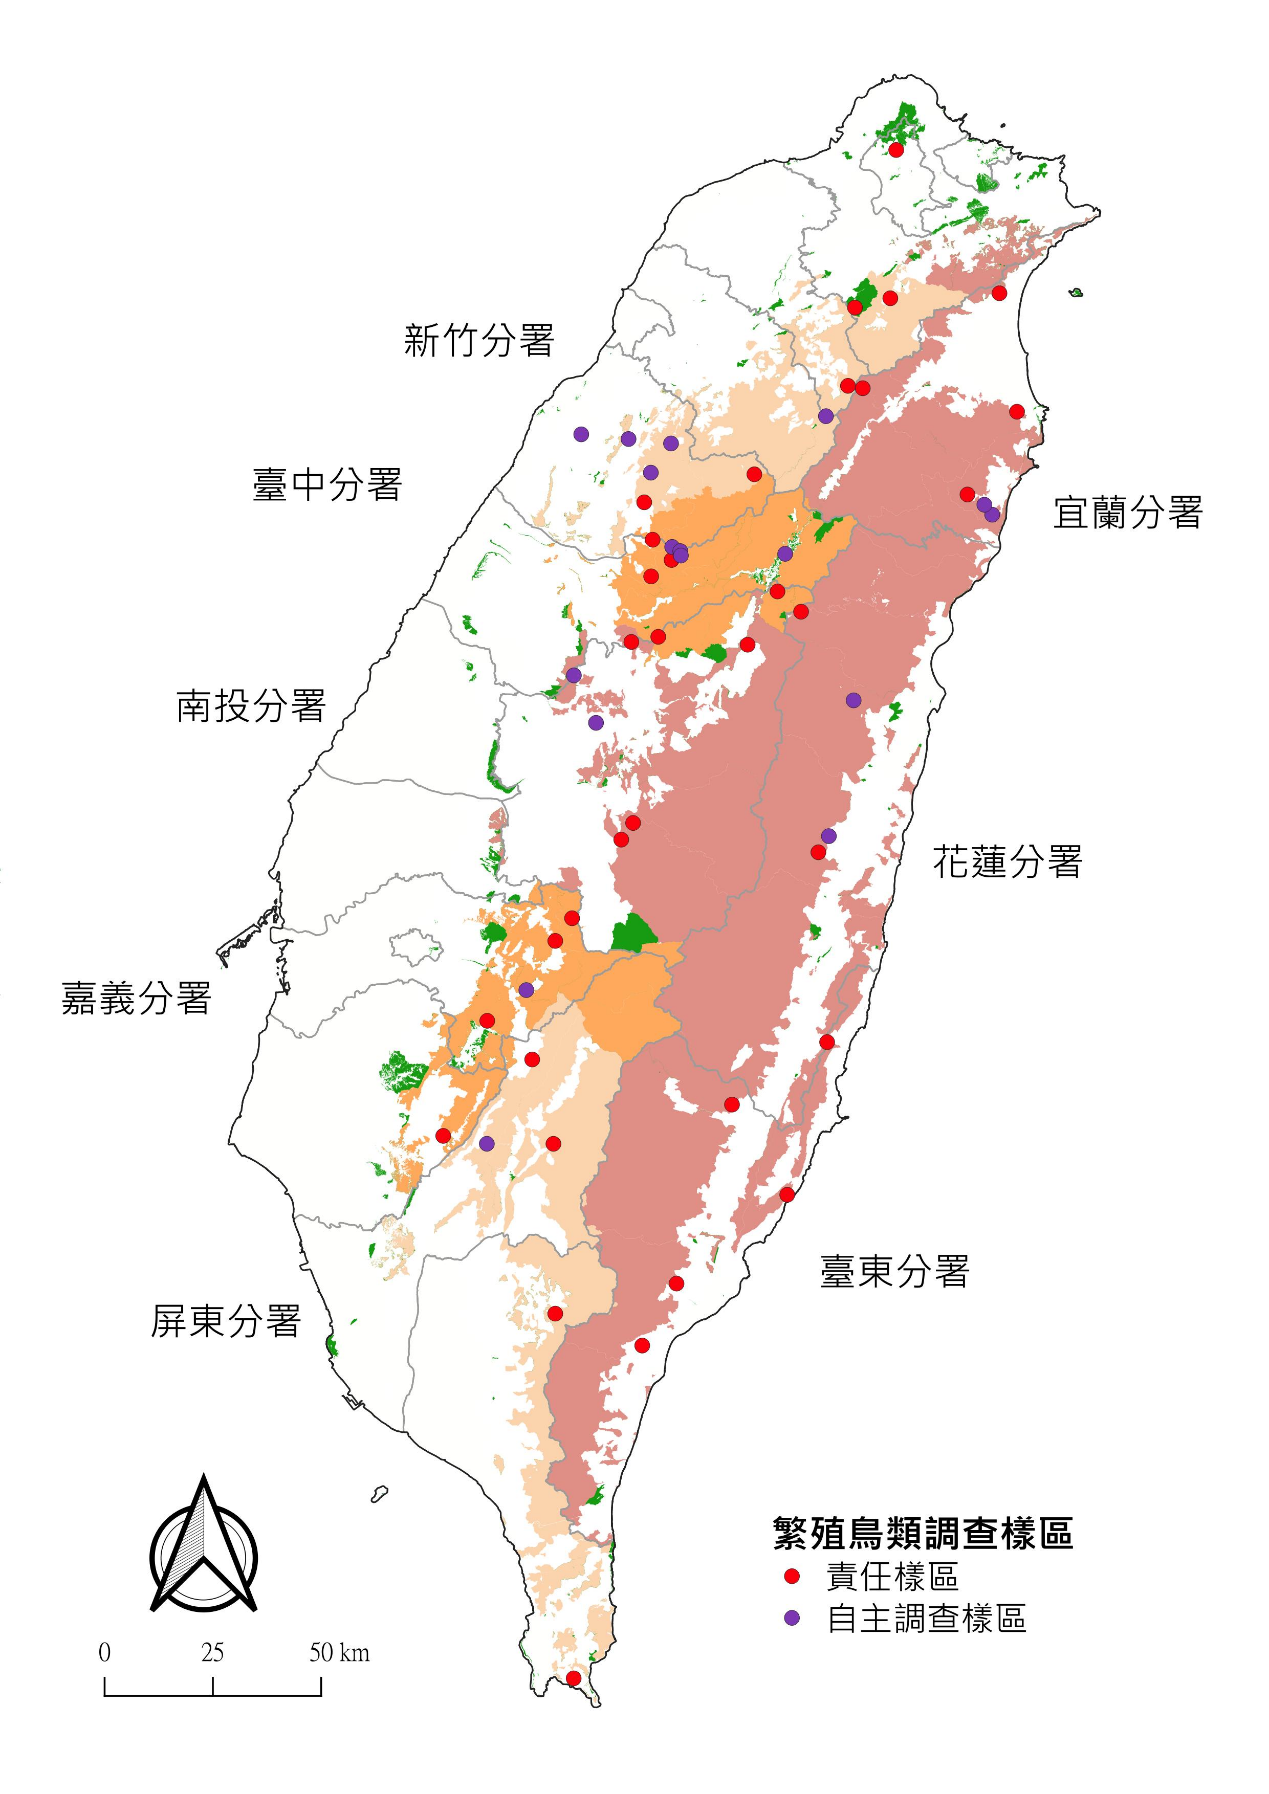 新竹分署
臺中分署
宜蘭分署
南投分署
花蓮分署
嘉義分署
臺東分署
屏東分署
繁殖鳥類調查樣區
責任樣區
自主調查樣區
0 25 50 km